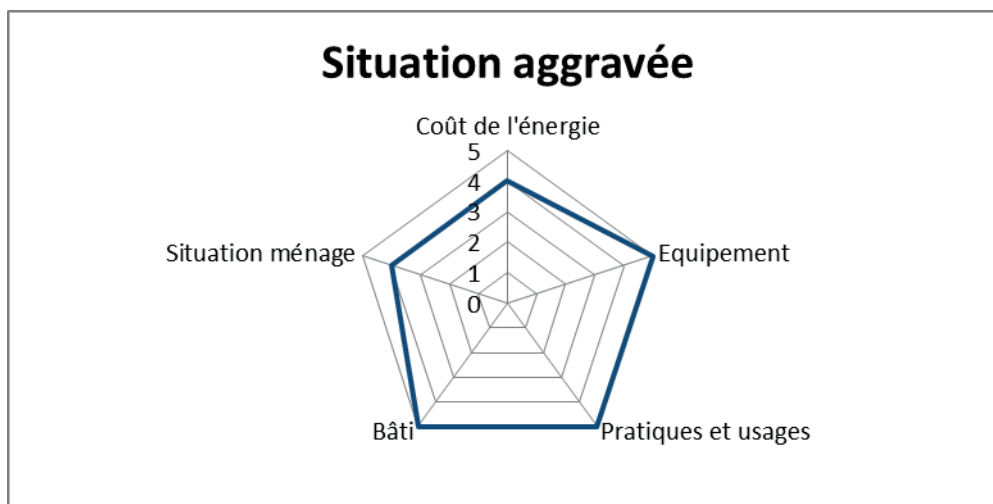 Situation aggravée
Coût de l'énergie
5
4
3
2
1
0
Situation ménage
Equipement
Bâti
Pratiques et usages